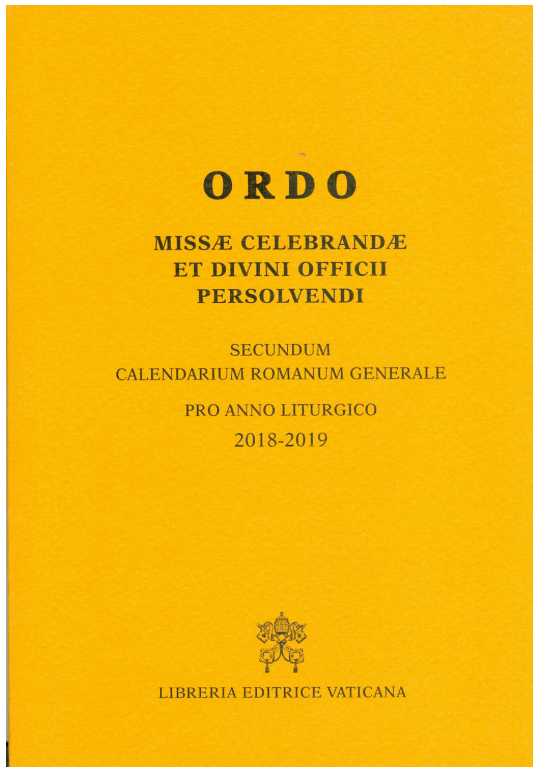 ORDO
MISSÆ CELEBRANDÆ
ET DIVINI OFFICII
PERSOLVENDI
SECUNDUM
CALENDARIUM ROMANUM GENERALE
PRO ANNO LITURGICO
2018-2019
LIBRERIA EDITRICE VATICANA